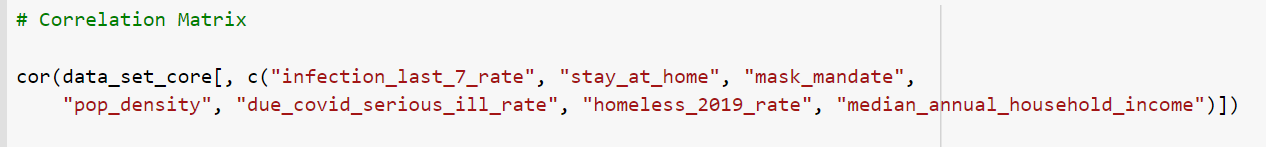 # Correlation Matrix
cor(data_set_core[, c("infection_last_7_rate", "stay_at_home", "mask_mandate",
"pop_density", "due_covid_serious_ill_rate", "homeless_2019_rate", "median_annual_household_income")])